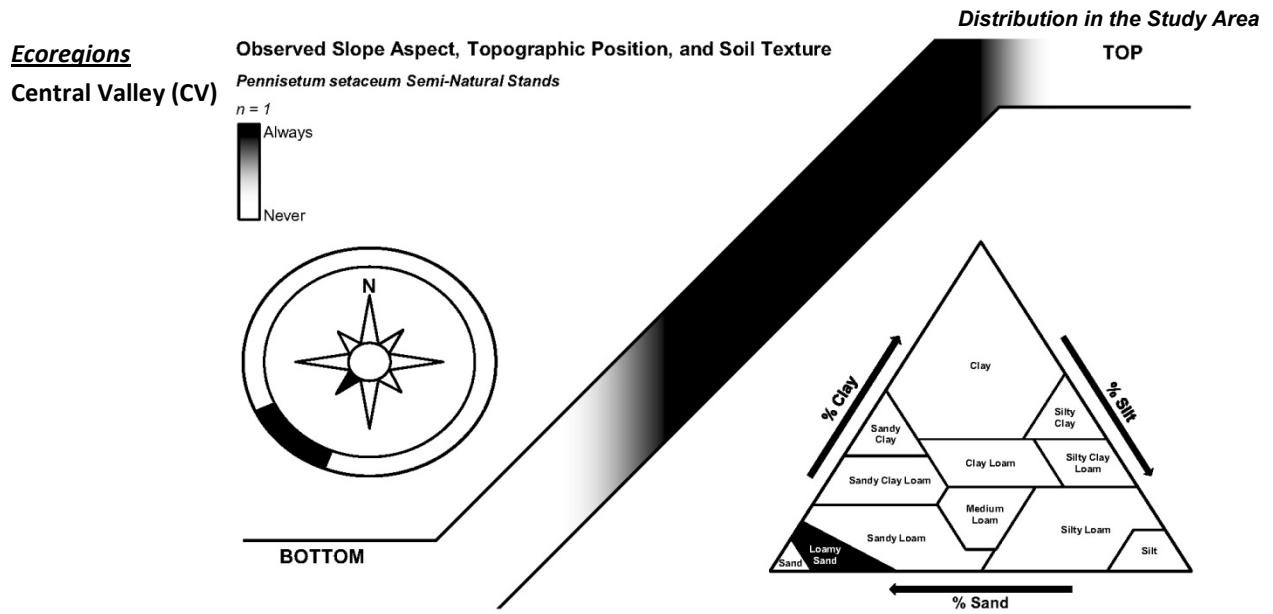 Distribution in the Study Area
Ecoregions
Central Valley (CV)
Observed Slope Aspect, Topographic Position, and Soil Texture
Pennisetum setaceum Semi-Natural Stands
n = 1
Always
Never
TOP
N
BOTTOM
% Clay
% Silt
Clay
Silty
Clay
Sandy
Clay
Clay Loam
Silty Clay
Loam
Sandy Clay Loam
Medium
Loam
Sandy Loam
Silty Loam
Loamy
Sand
Sand
Silt
% Sand